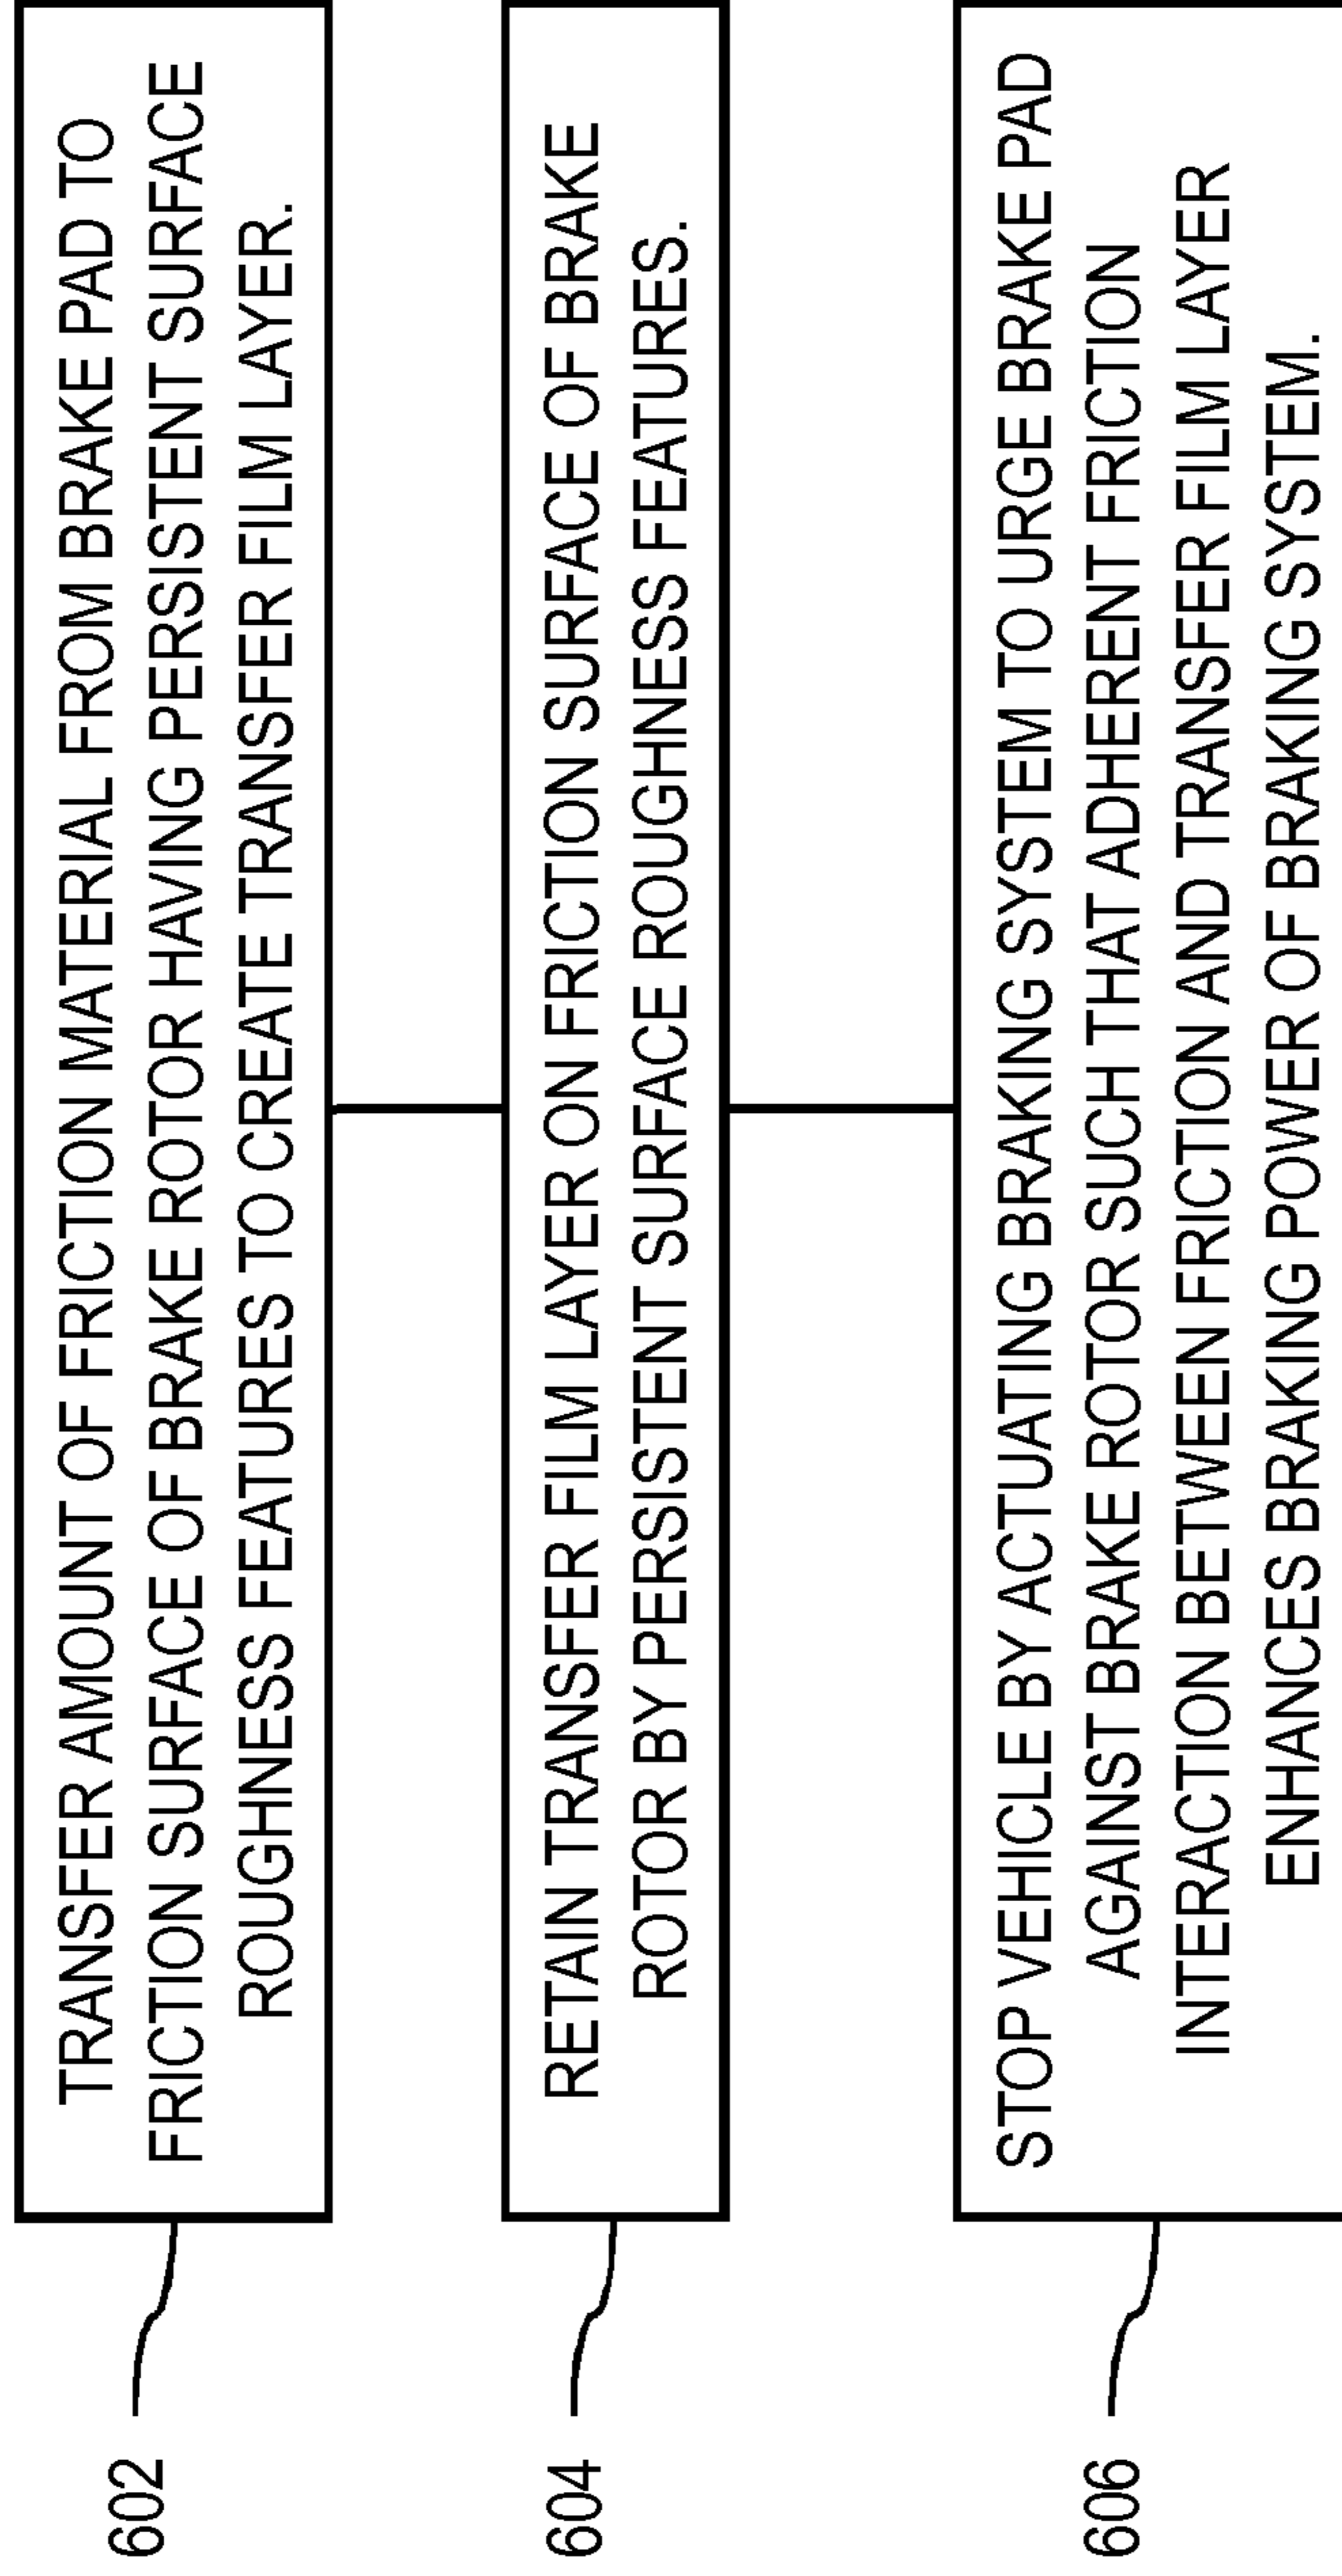 602
TRANSFER AMOUNT OF FRICTION MATERIAL FROM BRAKE PAD TO
FRICTION SURFACE OF BRAKE ROTOR HAVING PERSISTENT SURFACE
ROUGHNESS FEATURES TO CREATE TRANSFER FILM LAYER.
604
RETAIN TRANSFER FILM LAYER ON FRICTION SURFACE OF BRAKE
ROTOR BY PERSISTENT SURFACE ROUGHNESS FEATURES.
606
STOP VEHICLE BY ACTUATING BRAKING SYSTEM TO URGE BRAKE PAD
AGAINST BRAKE ROTOR SUCH THAT ADHERENT FRICTION
INTERACTION BETWEEN FRICTION AND TRANSFER FILM LAYER
ENHANCES BRAKING POWER OF BRAKING SYSTEM.